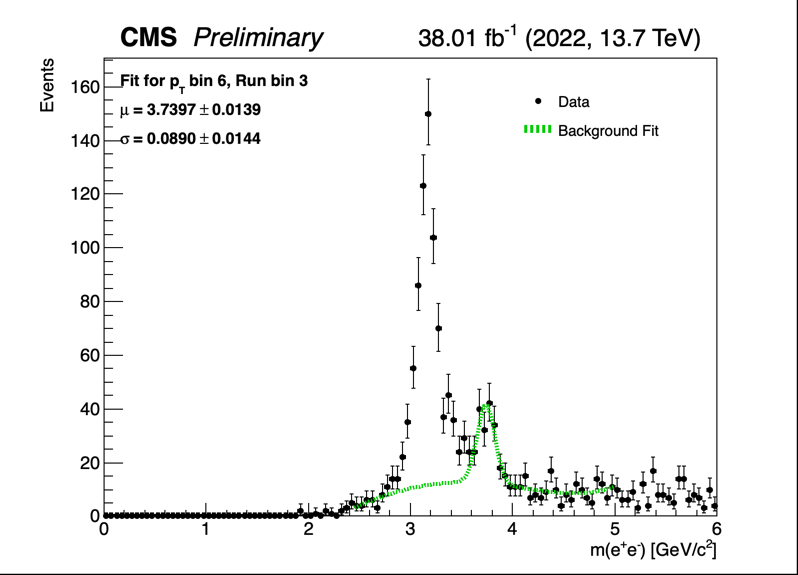 CMS Preliminary 38.01 fb⁻¹ (2022, 13.7 TeV)
Events
Fit for p_T bin 6, Run bin 3
μ = 3.7397 ± 0.0139
σ = 0.0890 ± 0.0144
Data
Background Fit
160
140
120
100
80
60
40
20
0
0 1 2 3 4 5 6
m(e⁺e⁻) [GeV/c²]